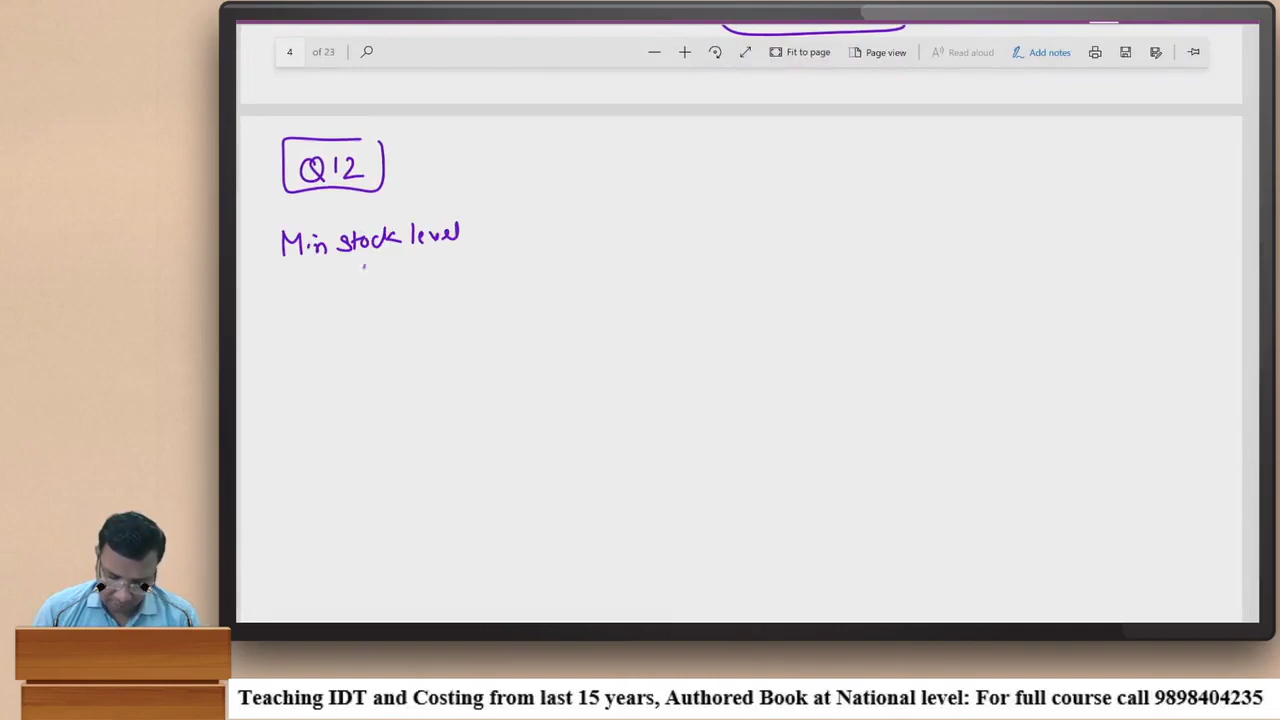 4 of 23
Fit to page
Page view
Read aloud
Add notes
Q12
Min stock level
Teaching IDT and Costing from last 15 years, Authored Book at National level: For full course call 9898404235